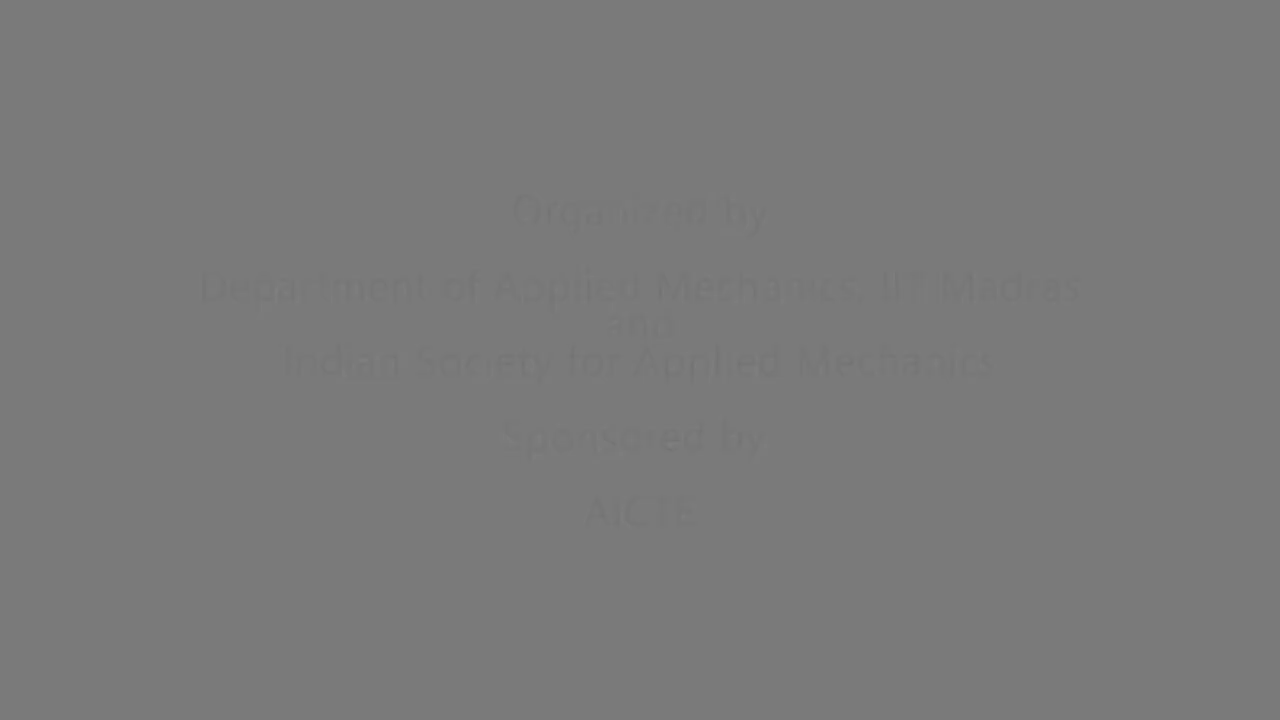 Organized by
Department of Applied Mechanics, IIT Madras
and
Indian Society for Applied Mechanics
Sponsored by
AICTE